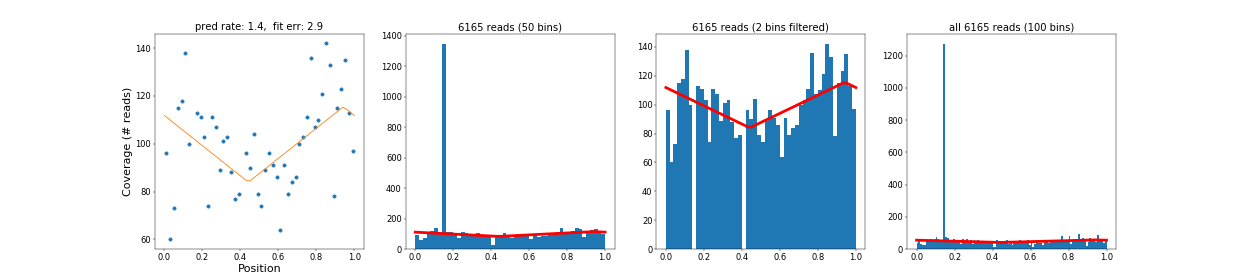 pred rate: 1.4,  fit err: 2.9
6165 reads (50 bins)
6165 reads (2 bins filtered)
all 6165 reads (100 bins)
Coverage (# reads)
140
120
100
80
60
0.0 0.2 0.4 0.6 0.8 1.0
Position
1400
1200
1000
800
600
400
200
0
0.0 0.2 0.4 0.6 0.8 1.0
140
120
100
80
60
40
20
0
0.0 0.2 0.4 0.6 0.8 1.0
1200
1000
800
600
400
200
0
0.0 0.2 0.4 0.6 0.8 1.0